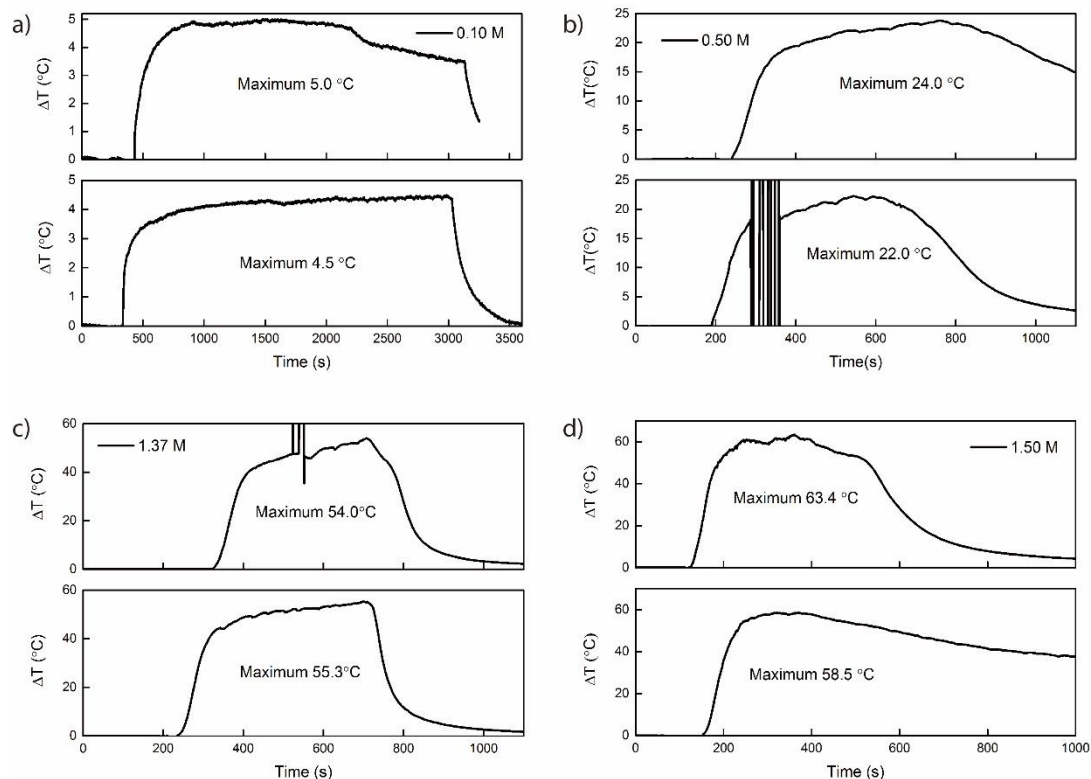 a)
5
4
3
2
1
0
ΔT (°C)
0.10 M
Maximum 5.0 °C
5
4
3
2
1
0
ΔT (°C)
Maximum 4.5 °C
0 500 1000 1500 2000 2500 3000 3500
Time (s)
b)
25
20
15
10
5
0
ΔT(°C)
0.50 M
Maximum 24.0 °C
25
20
15
10
5
0
ΔT(°C)
Maximum 22.0 °C
0 200 400 600 800 1000
Time(s)
c)
60
40
20
0
ΔT (°C)
1.37 M
Maximum 54.0°C
60
40
20
0
ΔT (°C)
Maximum 55.3°C
0 200 400 600 800 1000
Time (s)
d)
60
40
20
0
ΔT (°C)
1.50 M
Maximum 63.4 °C
60
40
20
0
ΔT (°C)
Maximum 58.5 °C
0 200 400 600 800 1000
Time (s)